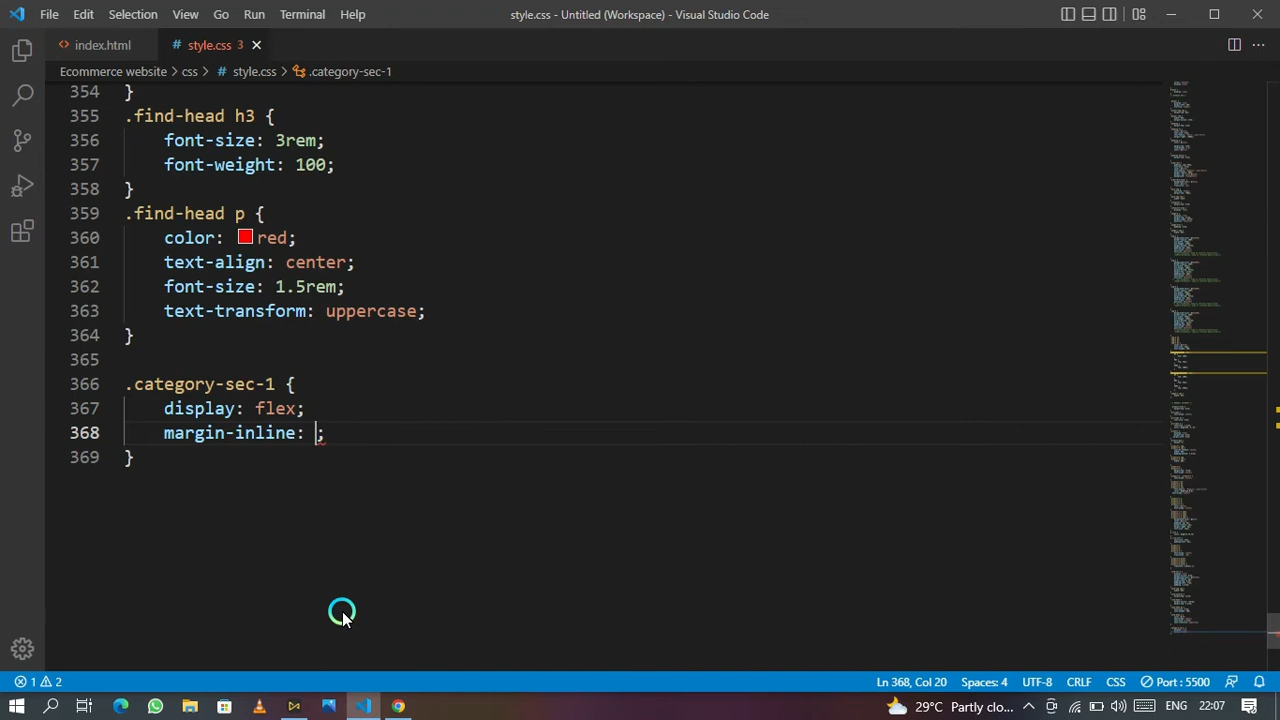 File Edit Selection View Go Run Terminal Help
style.css - Untitled (Workspace) - Visual Studio Code
index.html
# style.css 3
Ecommerce website > css > # style.css > .category-sec-1
354 }
355 .find-head h3 {
356 font-size: 3rem;
357 font-weight: 100;
358 }
359 .find-head p {
360 color: red;
361 text-align: center;
362 font-size: 1.5rem;
363 text-transform: uppercase;
364 }
365
366 .category-sec-1 {
367 display: flex;
368 margin-inline: ;
369 }
1 2 Ln 368, Col 20 Spaces: 4 UTF-8 CRLF CSS Port : 5500
29°C Partly clo... ENG 22:07